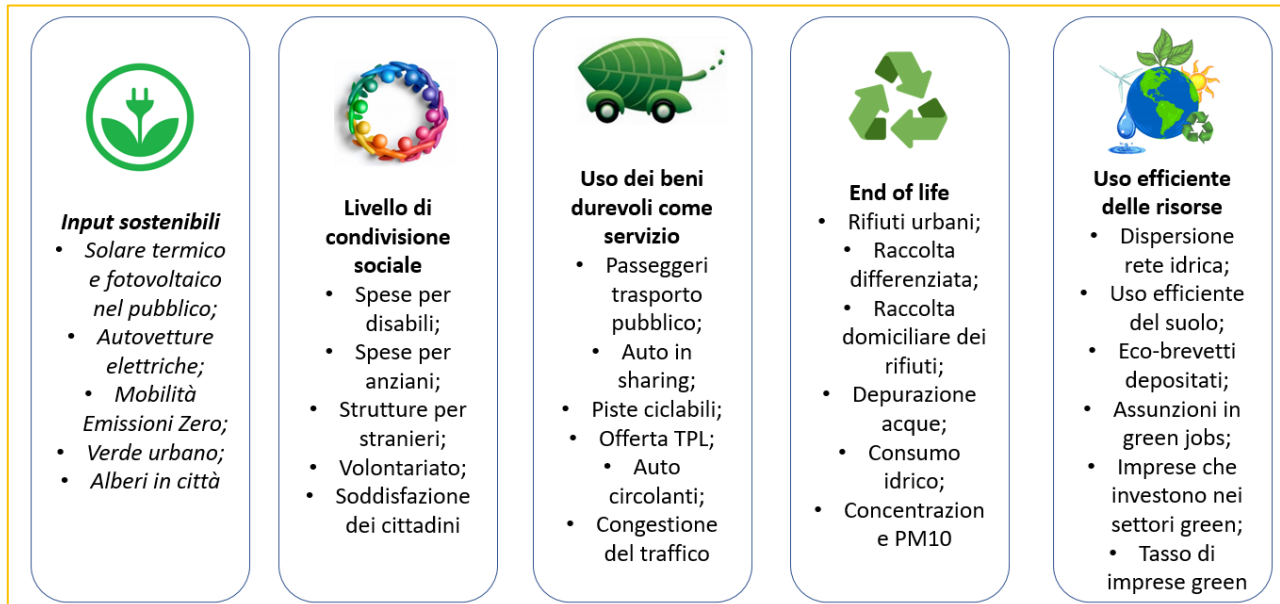 Input sostenibili
• Solare termico
e fotovoltaico
nel pubblico;
• Autovetture
elettriche;
• Mobilità
Emissioni Zero;
• Verde urbano;
• Alberi in città
Livello di
condivisione
sociale
• Spese per
disabili;
• Spese per
anziani;
• Strutture per
stranieri;
• Volontariato;
• Soddisfazione
dei cittadini
Uso dei beni
durevoli come
servizio
• Passeggeri
trasporto
pubblico;
• Auto in
sharing;
• Piste ciclabili;
• Offerta TPL;
• Auto
circolanti;
• Congestione
del traffico
End of life
• Rifiuti urbani;
• Raccolta
differenziata;
• Raccolta
domiciliare dei
rifiuti;
• Depurazione
acque;
• Consumo
idrico;
• Concentrazion
e PM10
Uso efficiente
delle risorse
• Dispersione
rete idrica;
• Uso efficiente
del suolo;
• Eco-brevetti
depositati;
• Assunzioni in
green jobs;
• Imprese che
investono nei
settori green;
• Tasso di
imprese green